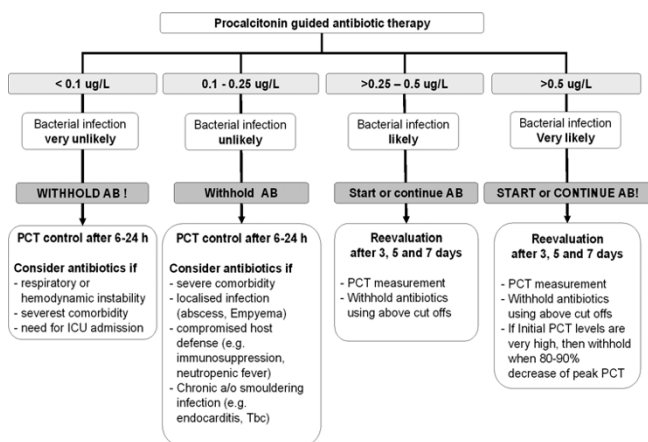 Procalcitonin guided antibiotic therapy
< 0.1 ug/L
0.1 - 0.25 ug/L
>0.25 – 0.5 ug/L
>0.5 ug/L
Bacterial infection
very unlikely
Bacterial infection
unlikely
Bacterial infection
likely
Bacterial infection
Very likely
WITHHOLD AB !
Withhold AB
Start or continue AB
START or CONTINUE AB!
PCT control after 6-24 h
Consider antibiotics if
- respiratory or
hemodynamic instability
- severest comorbidity
- need for ICU admission
PCT control after 6-24 h
Consider antibiotics if
- severe comorbidity
- localised infection
(abscess, Empyema)
- compromised host
defense (e.g.
immunosuppression,
neutropenic fever)
- Chronic a/o smouldering
infection (e.g.
endocarditis, Tbc)
Reevaluation
after 3, 5 and 7 days
- PCT measurement
- Withhold antibiotics
using above cut offs
Reevaluation
after 3, 5 and 7 days
- PCT measurement
- Withhold antibiotics
using above cut offs
- If Initial PCT levels are
very high, then withhold
when 80-90%
decrease of peak PCT